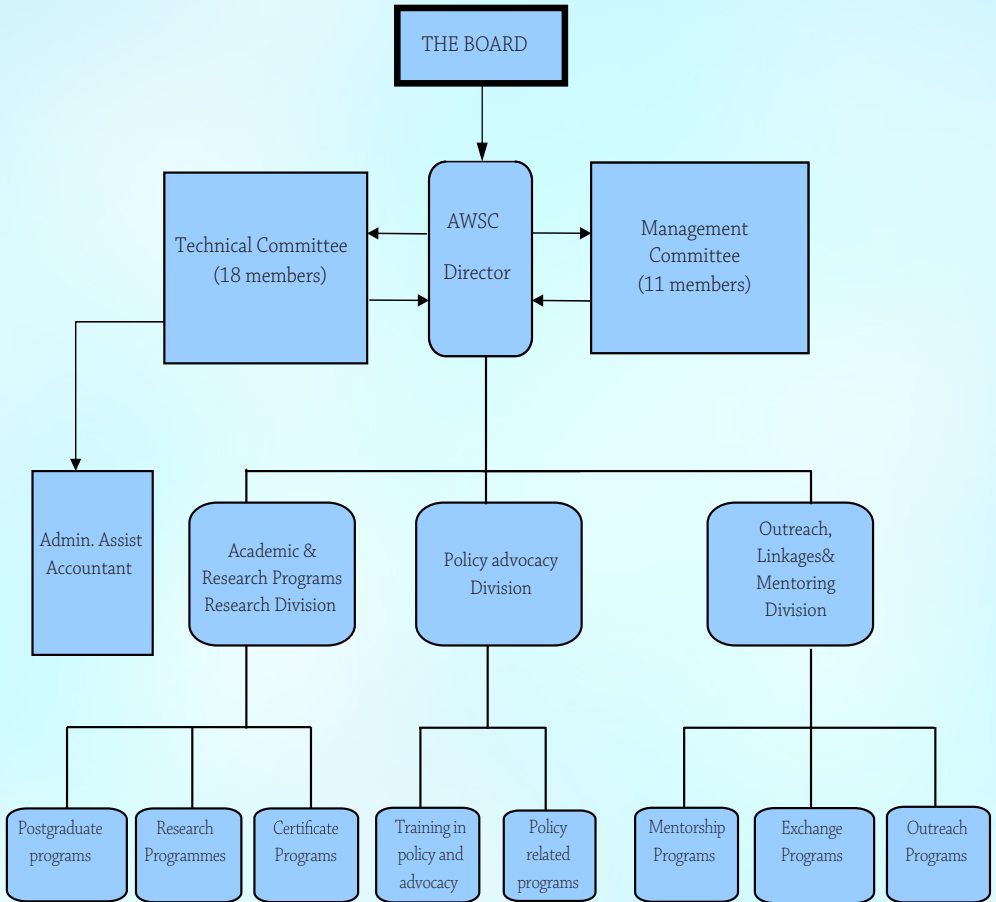 THE BOARD
AWSC
Director
Technical Committee
(18 members)
Management
Committee
(11 members)
Admin. Assist
Accountant
Academic &
Research Programs
Research Division
Policy advocacy
Division
Outreach,
Linkages&
Mentoring
Division
Postgraduate
programs
Research
Programmes
Certificate
Programs
Training in
policy and
advocacy
Policy
related
programs
Mentorship
Programs
Exchange
Programs
Outreach
Programs